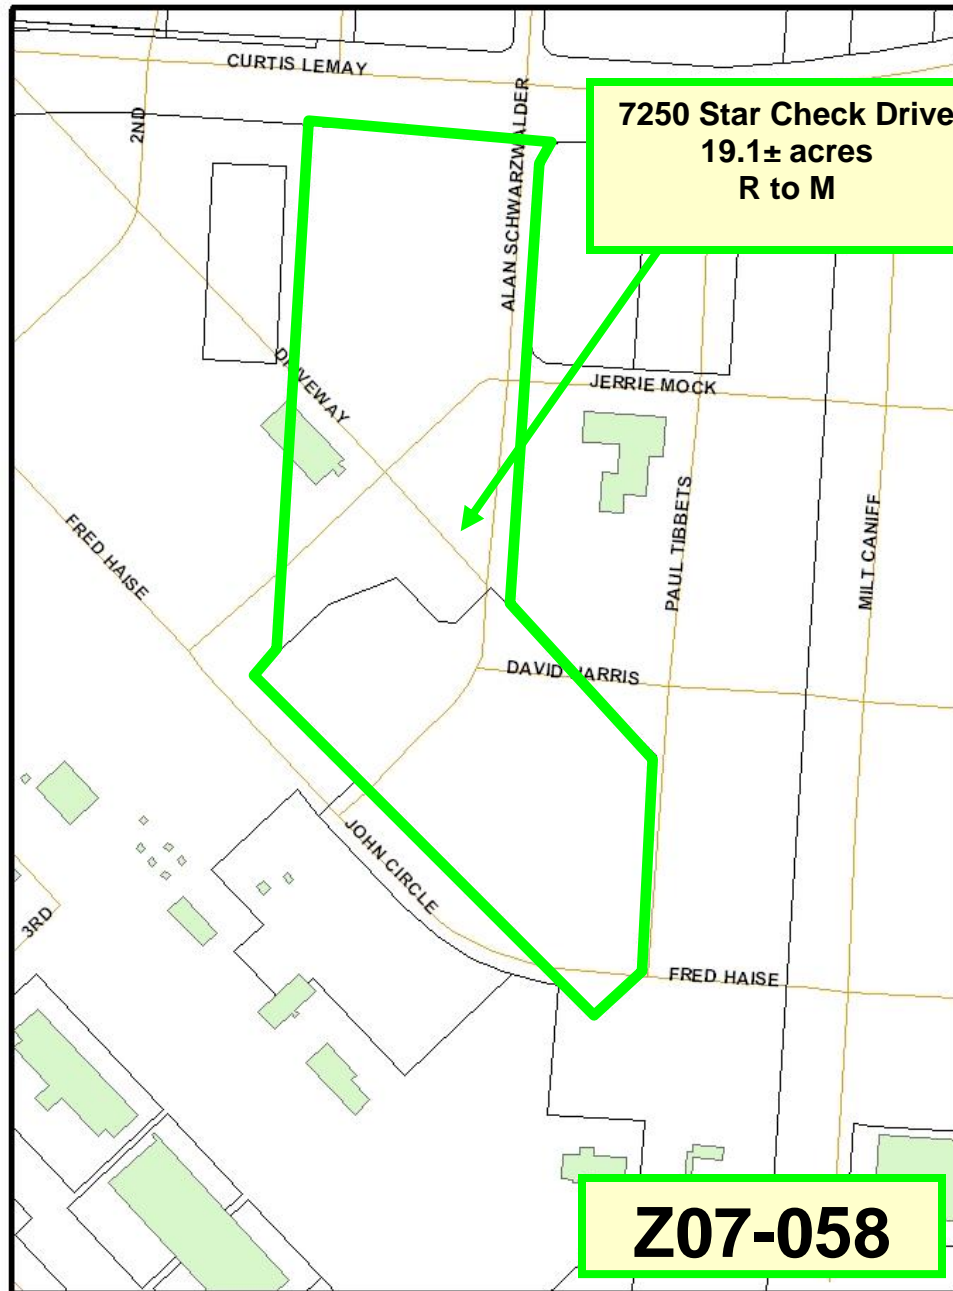 CURTIS LEMAY
2ND
ALAN SCHWARZWALDER
7250 Star Check Drive
19.1± acres
R to M
DRIVEWAY
JERRIE MOCK
FRED HAISE
PAUL TIBBETS
MILT CANIFF
DAVID HARRIS
JOHN CIRCLE
3RD
FRED HAISE
Z07-058